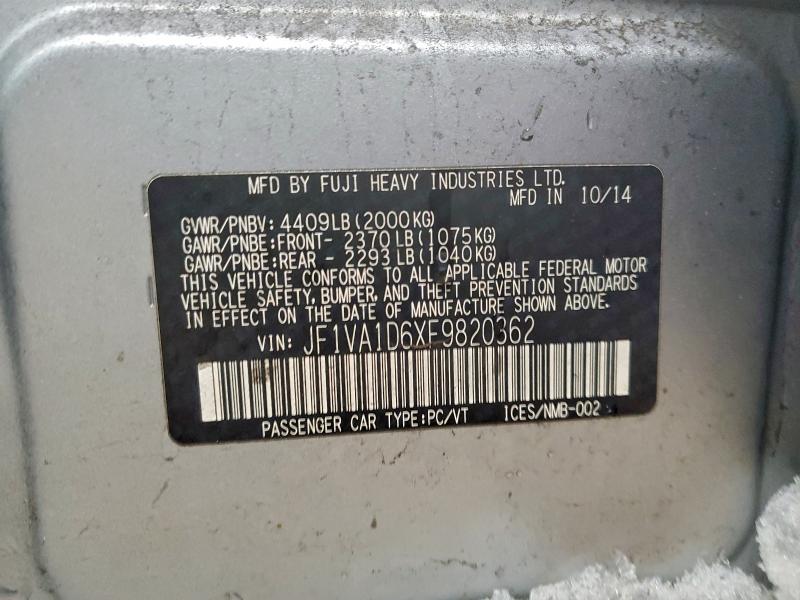 MFD BY FUJI HEAVY INDUSTRIES LTD.
MFD IN 10/14
GVWR/PNBV: 4409LB(2000KG)
GAWR/PNBE:FRONT- 2370LB(1075KG)
GAWR/PNBE:REAR - 2293LB(1040KG)
THIS VEHICLE CONFORMS TO ALL APPLICABLE FEDERAL MOTOR
VEHICLE SAFETY, BUMPER, AND THEFT PREVENTION STANDARDS
IN EFFECT ON THE DATE OF MANUFACTURE SHOWN ABOVE.
VIN: JF1VA1D6XF9820362
PASSENGER CAR TYPE:PC/VT ICES/NMB-002